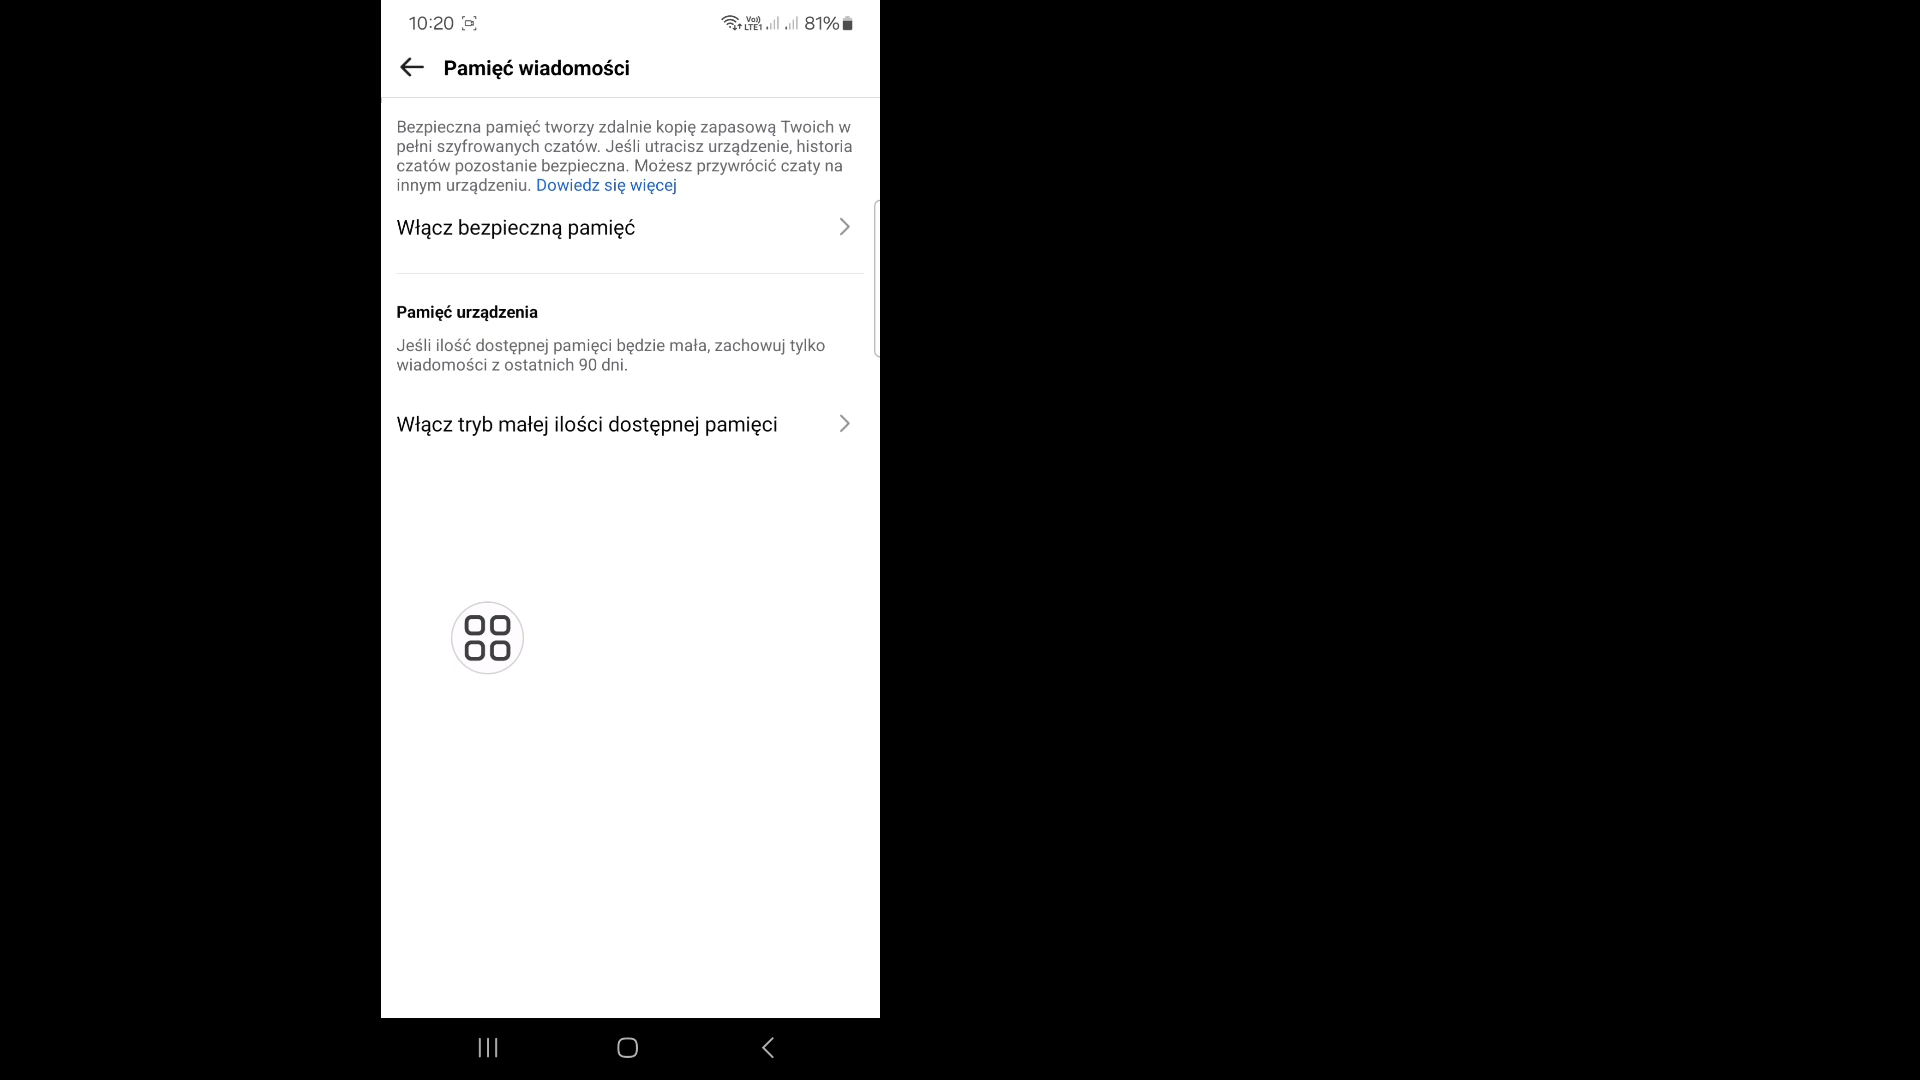 10:20
Vo)) LTE1
81%
Pamięć wiadomości
Bezpieczna pamięć tworzy zdalnie kopię zapasową Twoich w
pełni szyfrowanych czatów. Jeśli utracisz urządzenie, historia
czatów pozostanie bezpieczna. Możesz przywrócić czaty na
innym urządzeniu. Dowiedz się więcej
Włącz bezpieczną pamięć
Pamięć urządzenia
Jeśli ilość dostępnej pamięci będzie mała, zachowuj tylko
wiadomości z ostatnich 90 dni.
Włącz tryb małej ilości dostępnej pamięci